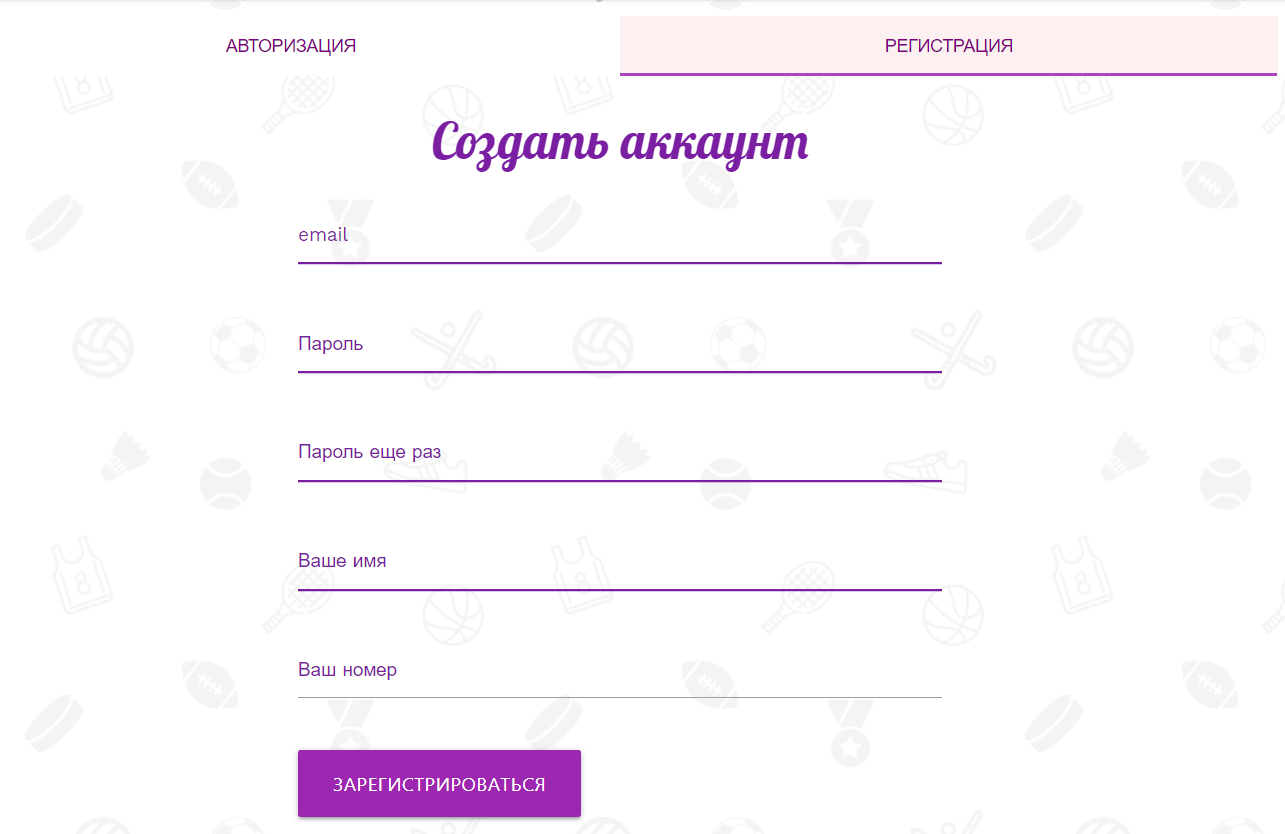 АВТОРИЗАЦИЯ
РЕГИСТРАЦИЯ
Создать аккаунт
email
Пароль
Пароль еще раз
Ваше имя
Ваш номер
ЗАРЕГИСТРИРОВАТЬСЯ